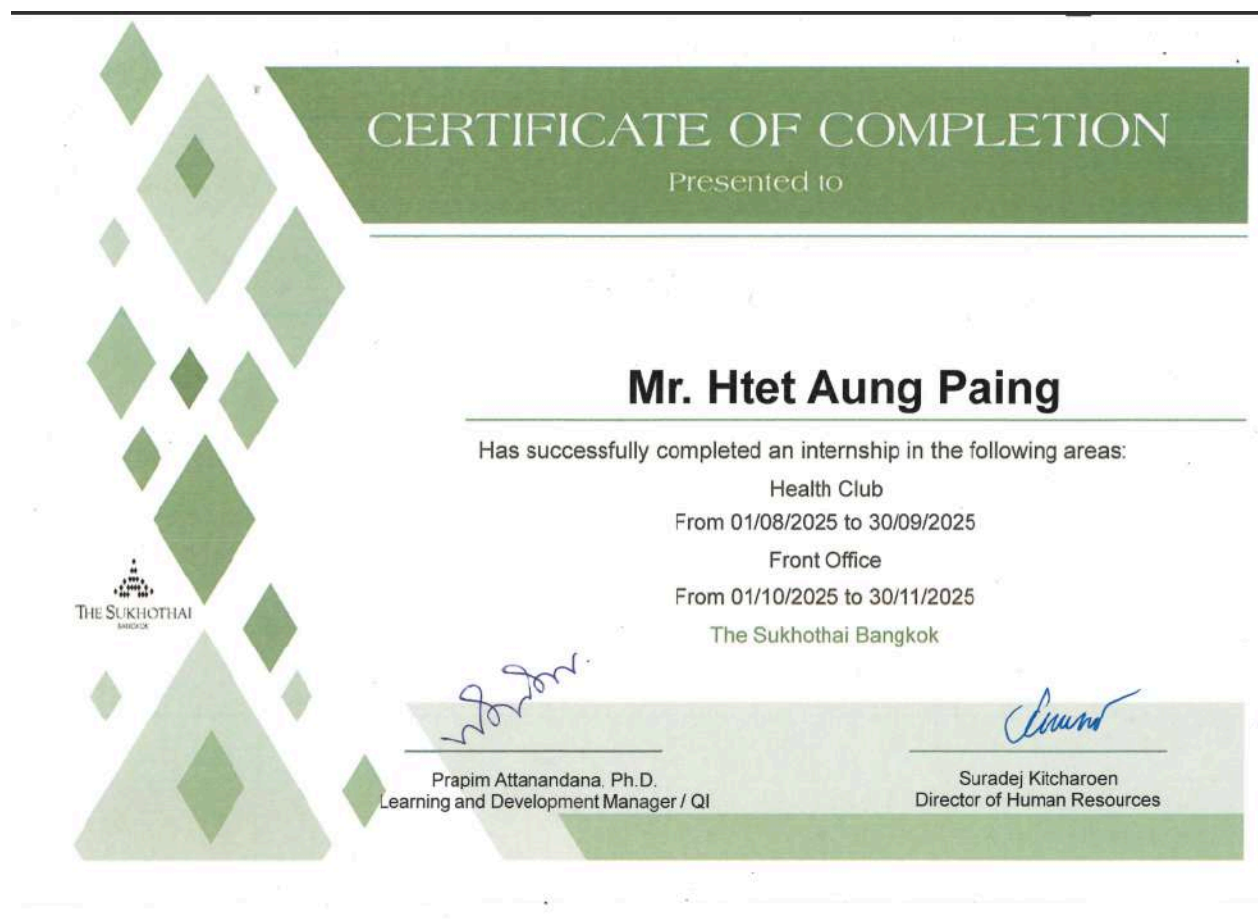 CERTIFICATE OF COMPLETION
Presented to
Mr. Htet Aung Paing
Has successfully completed an internship in the following areas:
Health Club
From 01/08/2025 to 30/09/2025
Front Office
From 01/10/2025 to 30/11/2025
The Sukhothai Bangkok
THE SUKHOTHAI
BANGKOK
Prapim Attanandana, Ph.D.
Learning and Development Manager / QI
Suradej Kitcharoen
Director of Human Resources